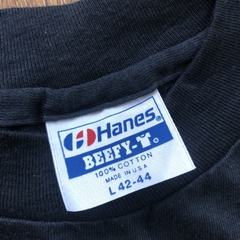 Hanes
BEEFY-T
100% COTTON
MADE IN U.S.A
L 42-44